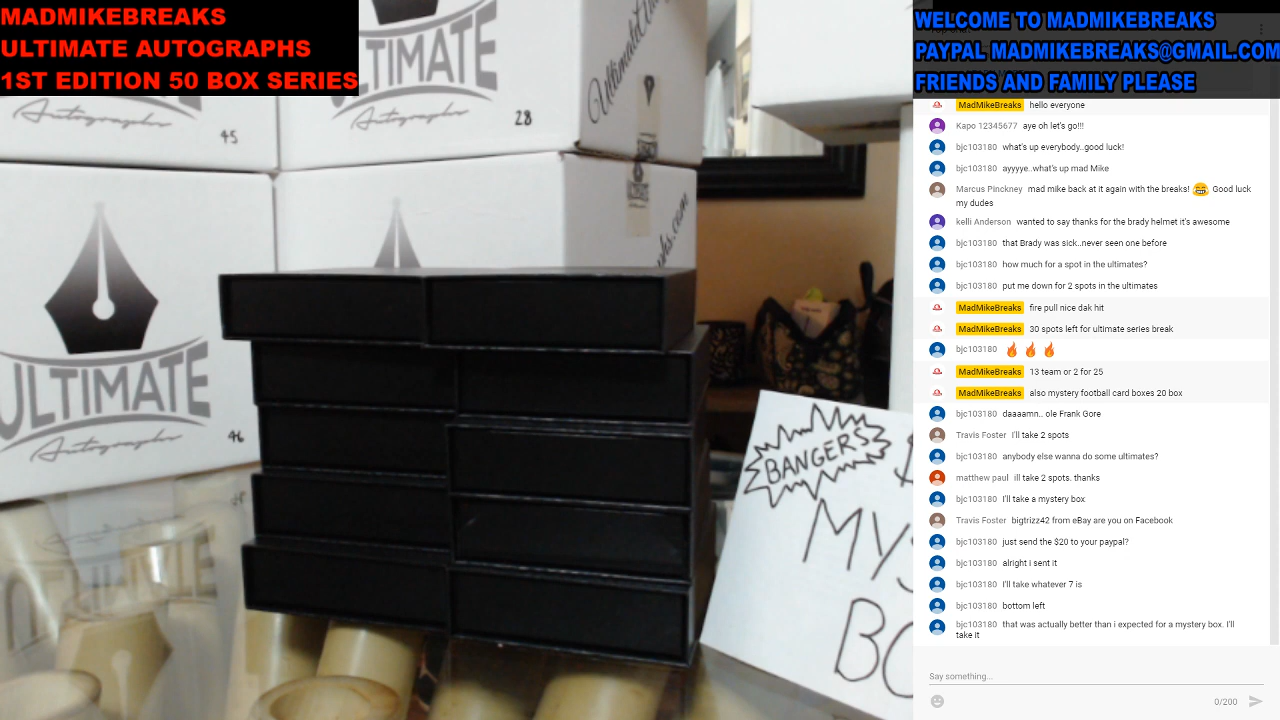 MADMIKEBREAKS
ULTIMATE AUTOGRAPHS
1ST EDITION 50 BOX SERIES
WELCOME TO MADMIKEBREAKS
PAYPAL MADMIKEBREAKS@GMAIL.COM
FRIENDS AND FAMILY PLEASE
ULTIMATE
Autographs
45
28
ULTIMATE
Autographs
46
BANGERS
MYS
BO
MadMikeBreaks hello everyone
Kapo 12345677 aye oh let's go!!!
bjc103180 what's up everybody..good luck!
bjc103180 ayyyye..what's up mad Mike
Marcus Pinckney mad mike back at it again with the breaks! 😂 Good luck
my dudes
kelli Anderson wanted to say thanks for the brady helmet it's awesome
bjc103180 that Brady was sick..never seen one before
bjc103180 how much for a spot in the ultimates?
bjc103180 put me down for 2 spots in the ultimates
MadMikeBreaks fire pull nice dak hit
MadMikeBreaks 30 spots left for ultimate series break
bjc103180 🔥 🔥 🔥
MadMikeBreaks 13 team or 2 for 25
MadMikeBreaks also mystery football card boxes 20 box
bjc103180 daaaamn.. ole Frank Gore
Travis Foster I'll take 2 spots
bjc103180 anybody else wanna do some ultimates?
matthew paul ill take 2 spots. thanks
bjc103180 I'll take a mystery box
Travis Foster bigtrizz42 from eBay are you on Facebook
bjc103180 just send the $20 to your paypal?
bjc103180 alright i sent it
bjc103180 I'll take whatever 7 is
bjc103180 bottom left
bjc103180 that was actually better than i expected for a mystery box. I'll
take it
Say something...
0/200